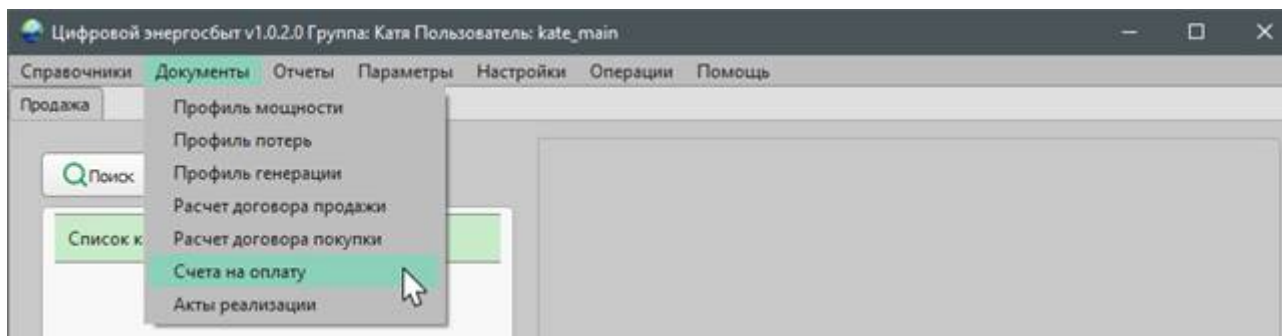 Цифровой энергосбыт v1.0.2.0 Группа: Катя Пользователь: kate_main
Справочники Документы Отчеты Параметры Настройки Операции Помощь
Продажа
Профиль мощности
Профиль потерь
Профиль генерации
Поиск
Расчет договора продажи
Список к
Расчет договора покупки
Счета на оплату
Акты реализации